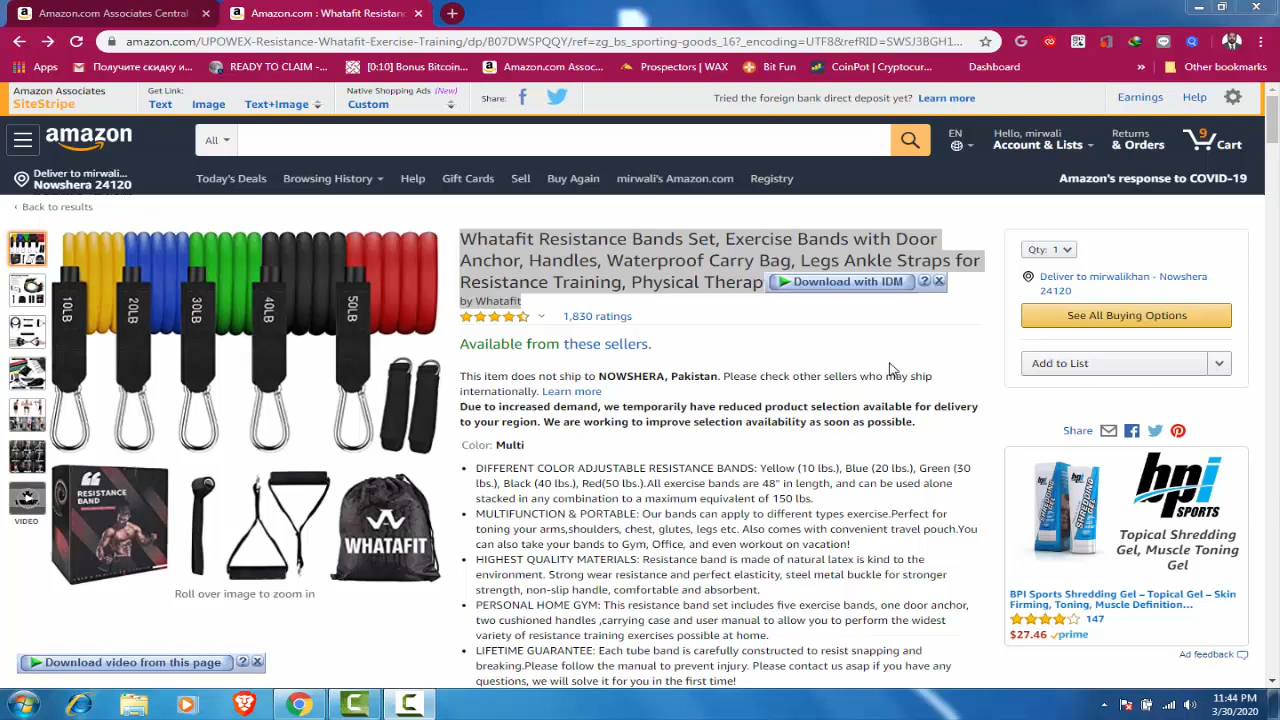 Amazon.com Associates Central
Amazon.com : Whatafit Resistanc
amazon.com/UPOWEX-Resistance-Whatafit-Exercise-Training/dp/B07DWSPQQY/ref=zg_bs_sporting-goods_16?_encoding=UTF8&refRID=SWSJ3BGH1...
Apps
Получите скидку и...
READY TO CLAIM -...
[0:10] Bonus Bitcoin...
Amazon.com Assoc...
Prospectors | WAX
Bit Fun
CoinPot | Cryptocur...
Dashboard
»
Other bookmarks
Amazon Associates
SiteStripe
Get Link:
Text
Image
Text+Image
Native Shopping Ads (New)
Custom
Share:
Tried the foreign bank direct deposit yet? Learn more
Earnings
Help
amazon
All
EN
Hello, mirwali
Account & Lists
Returns
& Orders
9
Cart
Deliver to mirwali...
Nowshera 24120
Today's Deals
Browsing History
Help
Gift Cards
Sell
Buy Again
mirwali's Amazon.com
Registry
Amazon's response to COVID-19
‹ Back to results
Whatafit Resistance Bands Set, Exercise Bands with Door
Anchor, Handles, Waterproof Carry Bag, Legs Ankle Straps for
Resistance Training, Physical Therap
Download with IDM ?
by Whatafit
1,830 ratings
Available from these sellers.
This item does not ship to NOWSHERA, Pakistan. Please check other sellers who may ship
internationally. Learn more
Due to increased demand, we temporarily have reduced product selection available for delivery
to your region. We are working to improve selection availability as soon as possible.
Color: Multi
• DIFFERENT COLOR ADJUSTABLE RESISTANCE BANDS: Yellow (10 lbs.), Blue (20 lbs.), Green (30
lbs.), Black (40 lbs.), Red(50 lbs.).All exercise bands are 48" in length, and can be used alone
stacked in any combination to a maximum equivalent of 150 lbs.
• MULTIFUNCTION & PORTABLE: Our bands can apply to different types exercise.Perfect for
toning your arms,shoulders, chest, glutes, legs etc. Also comes with convenient travel pouch.You
can also take your bands to Gym, Office, and even workout on vacation!
• HIGHEST QUALITY MATERIALS: Resistance band is made of natural latex is kind to the
environment. Strong wear resistance and perfect elasticity, steel metal buckle for stronger
strength, non-slip handle, comfortable and absorbent.
• PERSONAL HOME GYM: This resistance band set includes five exercise bands, one door anchor,
two cushioned handles ,carrying case and user manual to allow you to perform the widest
variety of resistance training exercises possible at home.
• LIFETIME GUARANTEE: Each tube band is carefully constructed to resist snapping and
breaking.Please follow the manual to prevent injury. Please contact us asap if you have any
questions, we will solve it for you in the first time!
10LB
20LB
30LB
40LB
50LB
RESISTANCE
BAND
WHATAFIT
Roll over image to zoom in
VIDEO
Download video from this page ?
Qty: 1
Deliver to mirwalikhan - Nowshera
24120
See All Buying Options
Add to List
Share
hpi
SPORTS
Topical Shredding
Gel, Muscle Toning
Gel
BPI Sports Shredding Gel – Topical Gel – Skin
Firming, Toning, Muscle Definition...
147
$27.46 prime
Ad feedback
11:44 PM
3/30/2020